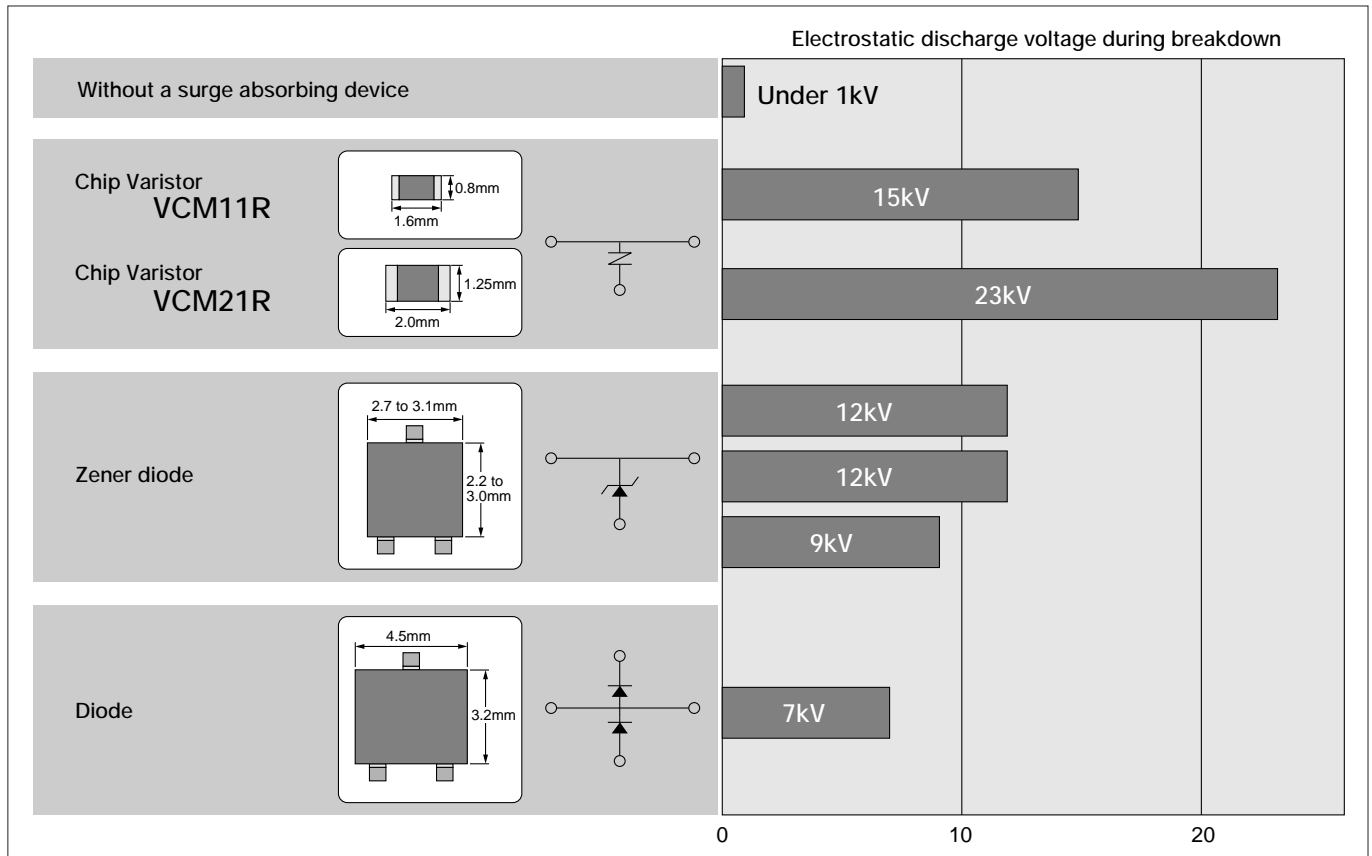 Electrostatic discharge voltage during breakdown
Without a surge absorbing device
Under 1kV
Chip Varistor
VCM11R
0.8mm
1.6mm
15kV
Chip Varistor
VCM21R
1.25mm
2.0mm
23kV
Zener diode
2.7 to 3.1mm
2.2 to
3.0mm
12kV
12kV
9kV
Diode
4.5mm
3.2mm
7kV
0
10
20